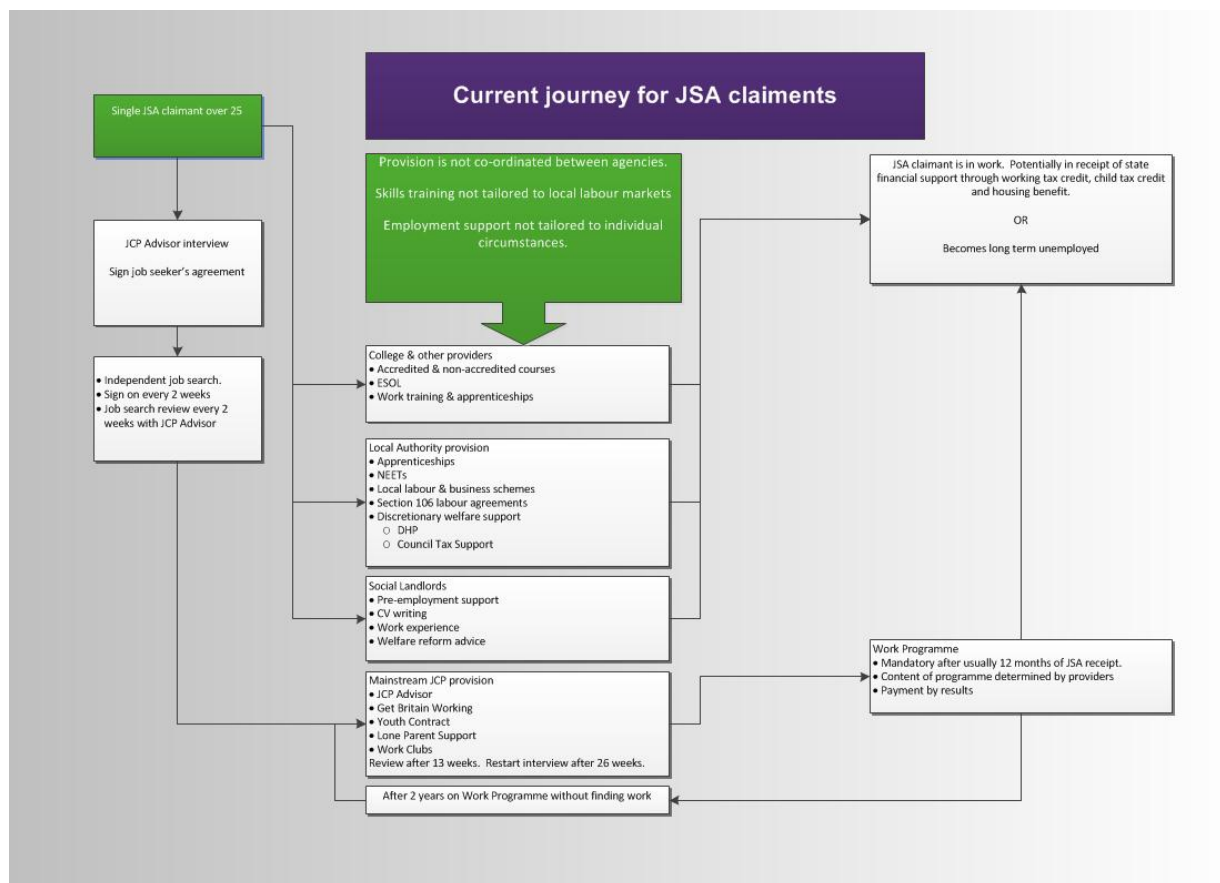 Current journey for JSA claiments
Single JSA claimant over 25
JCP Advisor interview
Sign job seeker's agreement
• Independent job search.
• Sign on every 2 weeks
• Job search review every 2
weeks with JCP Advisor
Provision is not co-ordinated between agencies.
Skills training not tailored to local labour markets
Employment support not tailored to individual
circumstances.
College & other providers
• Accredited & non-accredited courses
• ESOL
• Work training & apprenticeships
Local Authority provision
• Apprenticeships
• NEETs
• Local labour & business schemes
• Section 106 labour agreements
• Discretionary welfare support
○ DHP
○ Council Tax Support
Social Landlords
• Pre-employment support
• CV writing
• Work experience
• Welfare reform advice
Mainstream JCP provision
• JCP Advisor
• Get Britain Working
• Youth Contract
• Lone Parent Support
• Work Clubs
Review after 13 weeks.  Restart interview after 26 weeks.
After 2 years on Work Programme without finding work
JSA claimant is in work.  Potentially in receipt of state
financial support through working tax credit, child tax credit
and housing benefit.
OR
Becomes long term unemployed
Work Programme
• Mandatory after usually 12 months of JSA receipt.
• Content of programme determined by providers
• Payment by results